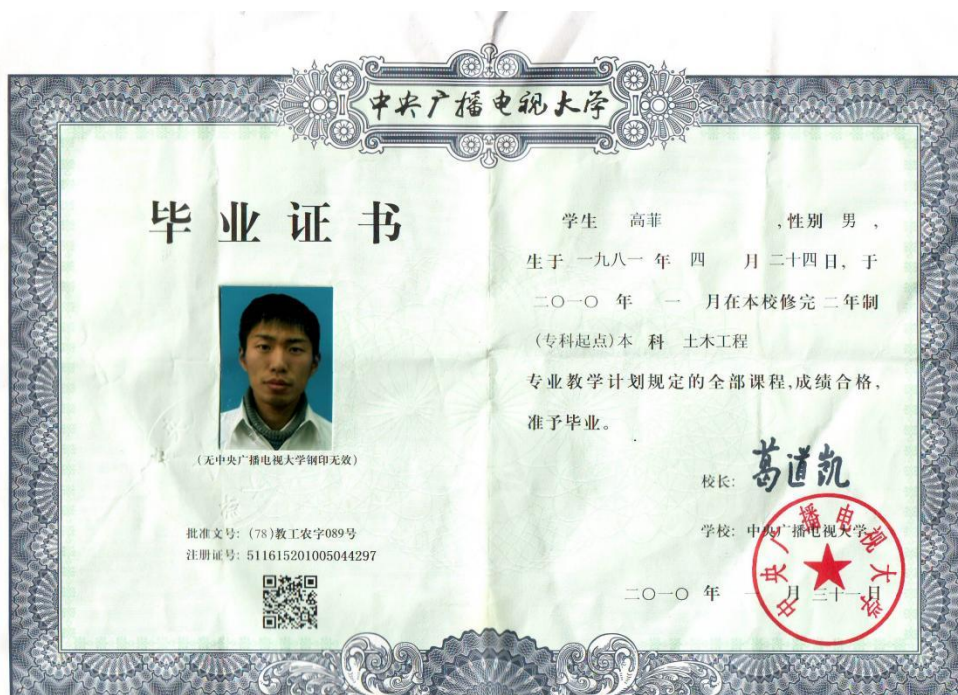 中央广播电视大学
毕业证书
(无中央广播电视大学钢印无效)
批准文号: (78)教工农字089号
注册证号: 511615201005044297
学生 高菲 ,性别 男 ,
生于 一九八一 年 四 月 二十四日, 于
二〇一〇 年 一 月在本校修完 二年制
(专科起点)本 科 土木工程
专业教学计划规定的全部课程,成绩合格,
准予毕业。
校长: 葛道凯
学校: 中央广播电视大学
二〇一〇 年 一 月 三十一日
中央广播电视大学